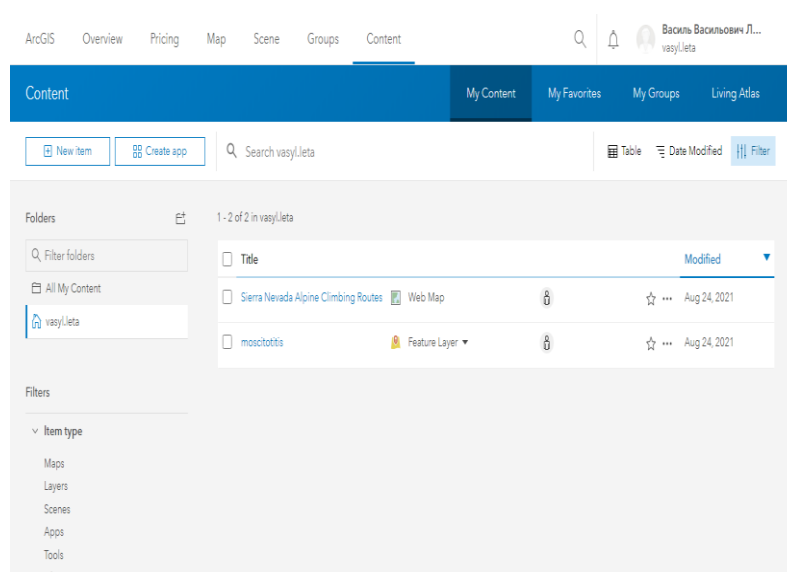 ArcGIS Overview Pricing Map Scene Groups Content
Василь Васильович Л...
vasyl.leta
Content My Content My Favorites My Groups Living Atlas
New item Create app Search vasyl.leta Table Date Modified Filter
Folders 1 - 2 of 2 in vasyl.leta
Filter folders Title Modified
All My Content
Sierra Nevada Alpine Climbing Routes Web Map Aug 24, 2021
vasyl.leta
moscitotitis Feature Layer Aug 24, 2021
Filters
Item type
Maps
Layers
Scenes
Apps
Tools